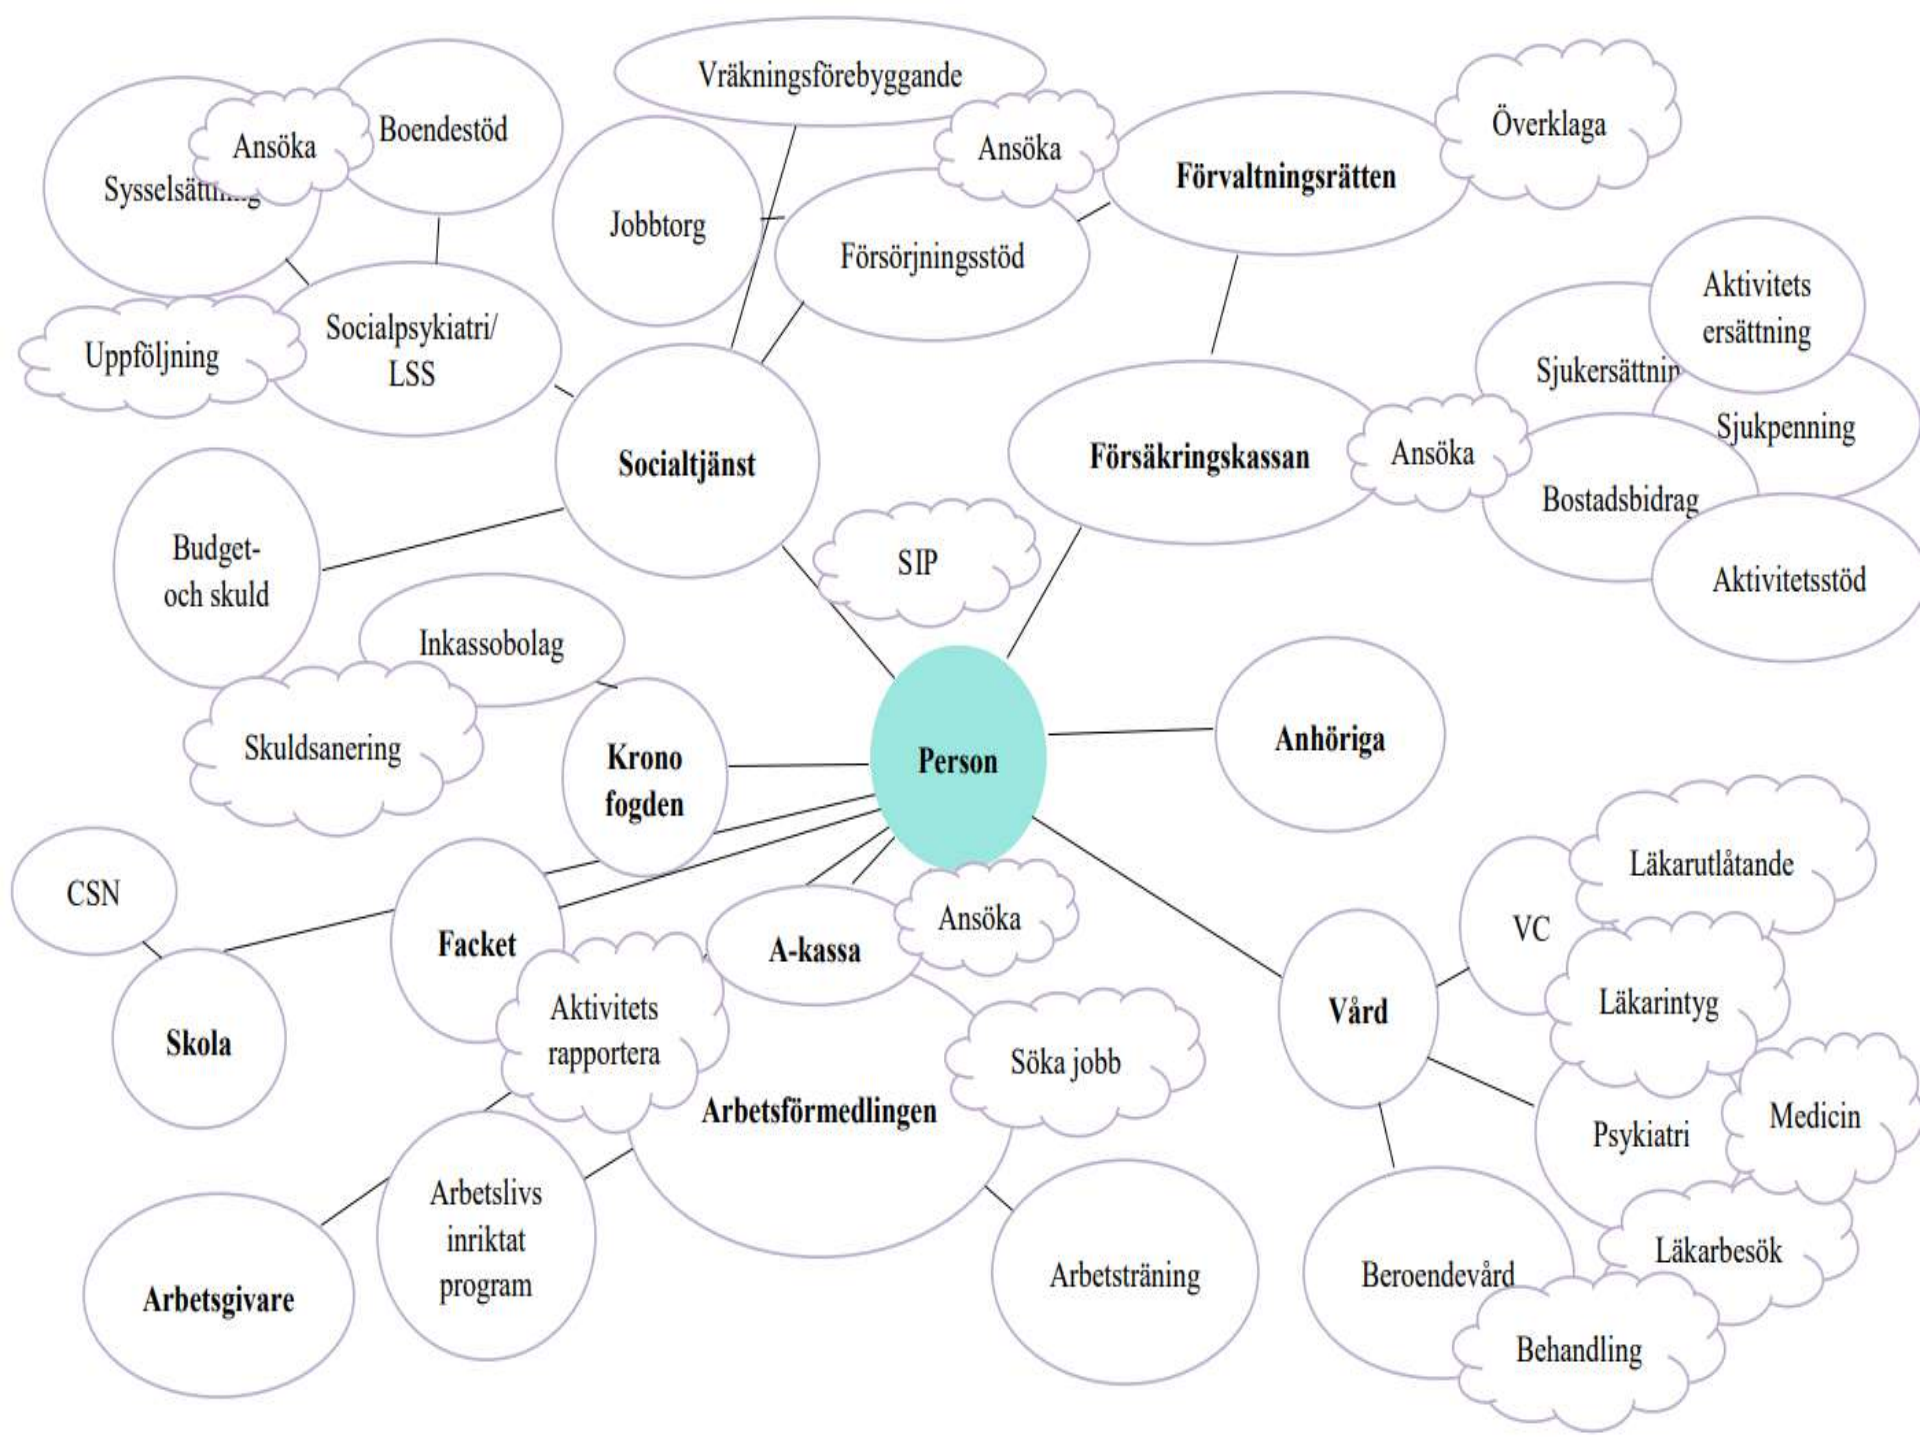 Vräkningsförebyggande
Överklaga
Boendestöd
Ansöka
Ansöka
Förvaltningsrätten
Jobbtorg
Försörjningsstöd
Aktivitets
ersättning
Socialpsykiatri/
LSS
Uppföljning
Sjukpenning
Socialtjänst
Försäkringskassan
Ansöka
Bostadsbidrag
Budget-
och skuld
SIP
Aktivitetsstöd
Inkassobolag
Skuldsanering
Krono
fogden
Person
Anhöriga
Läkarutlåtande
CSN
Facket
A-kassa
Ansöka
VC
Läkarintyg
Aktivitets
rapportera
Skola
Söka jobb
Vård
Arbetsförmedlingen
Medicin
Psykiatri
Arbetslivs
inriktat
program
Arbetsgivare
Arbetsträning
Läkarbesök
Beroendevård
Behandling